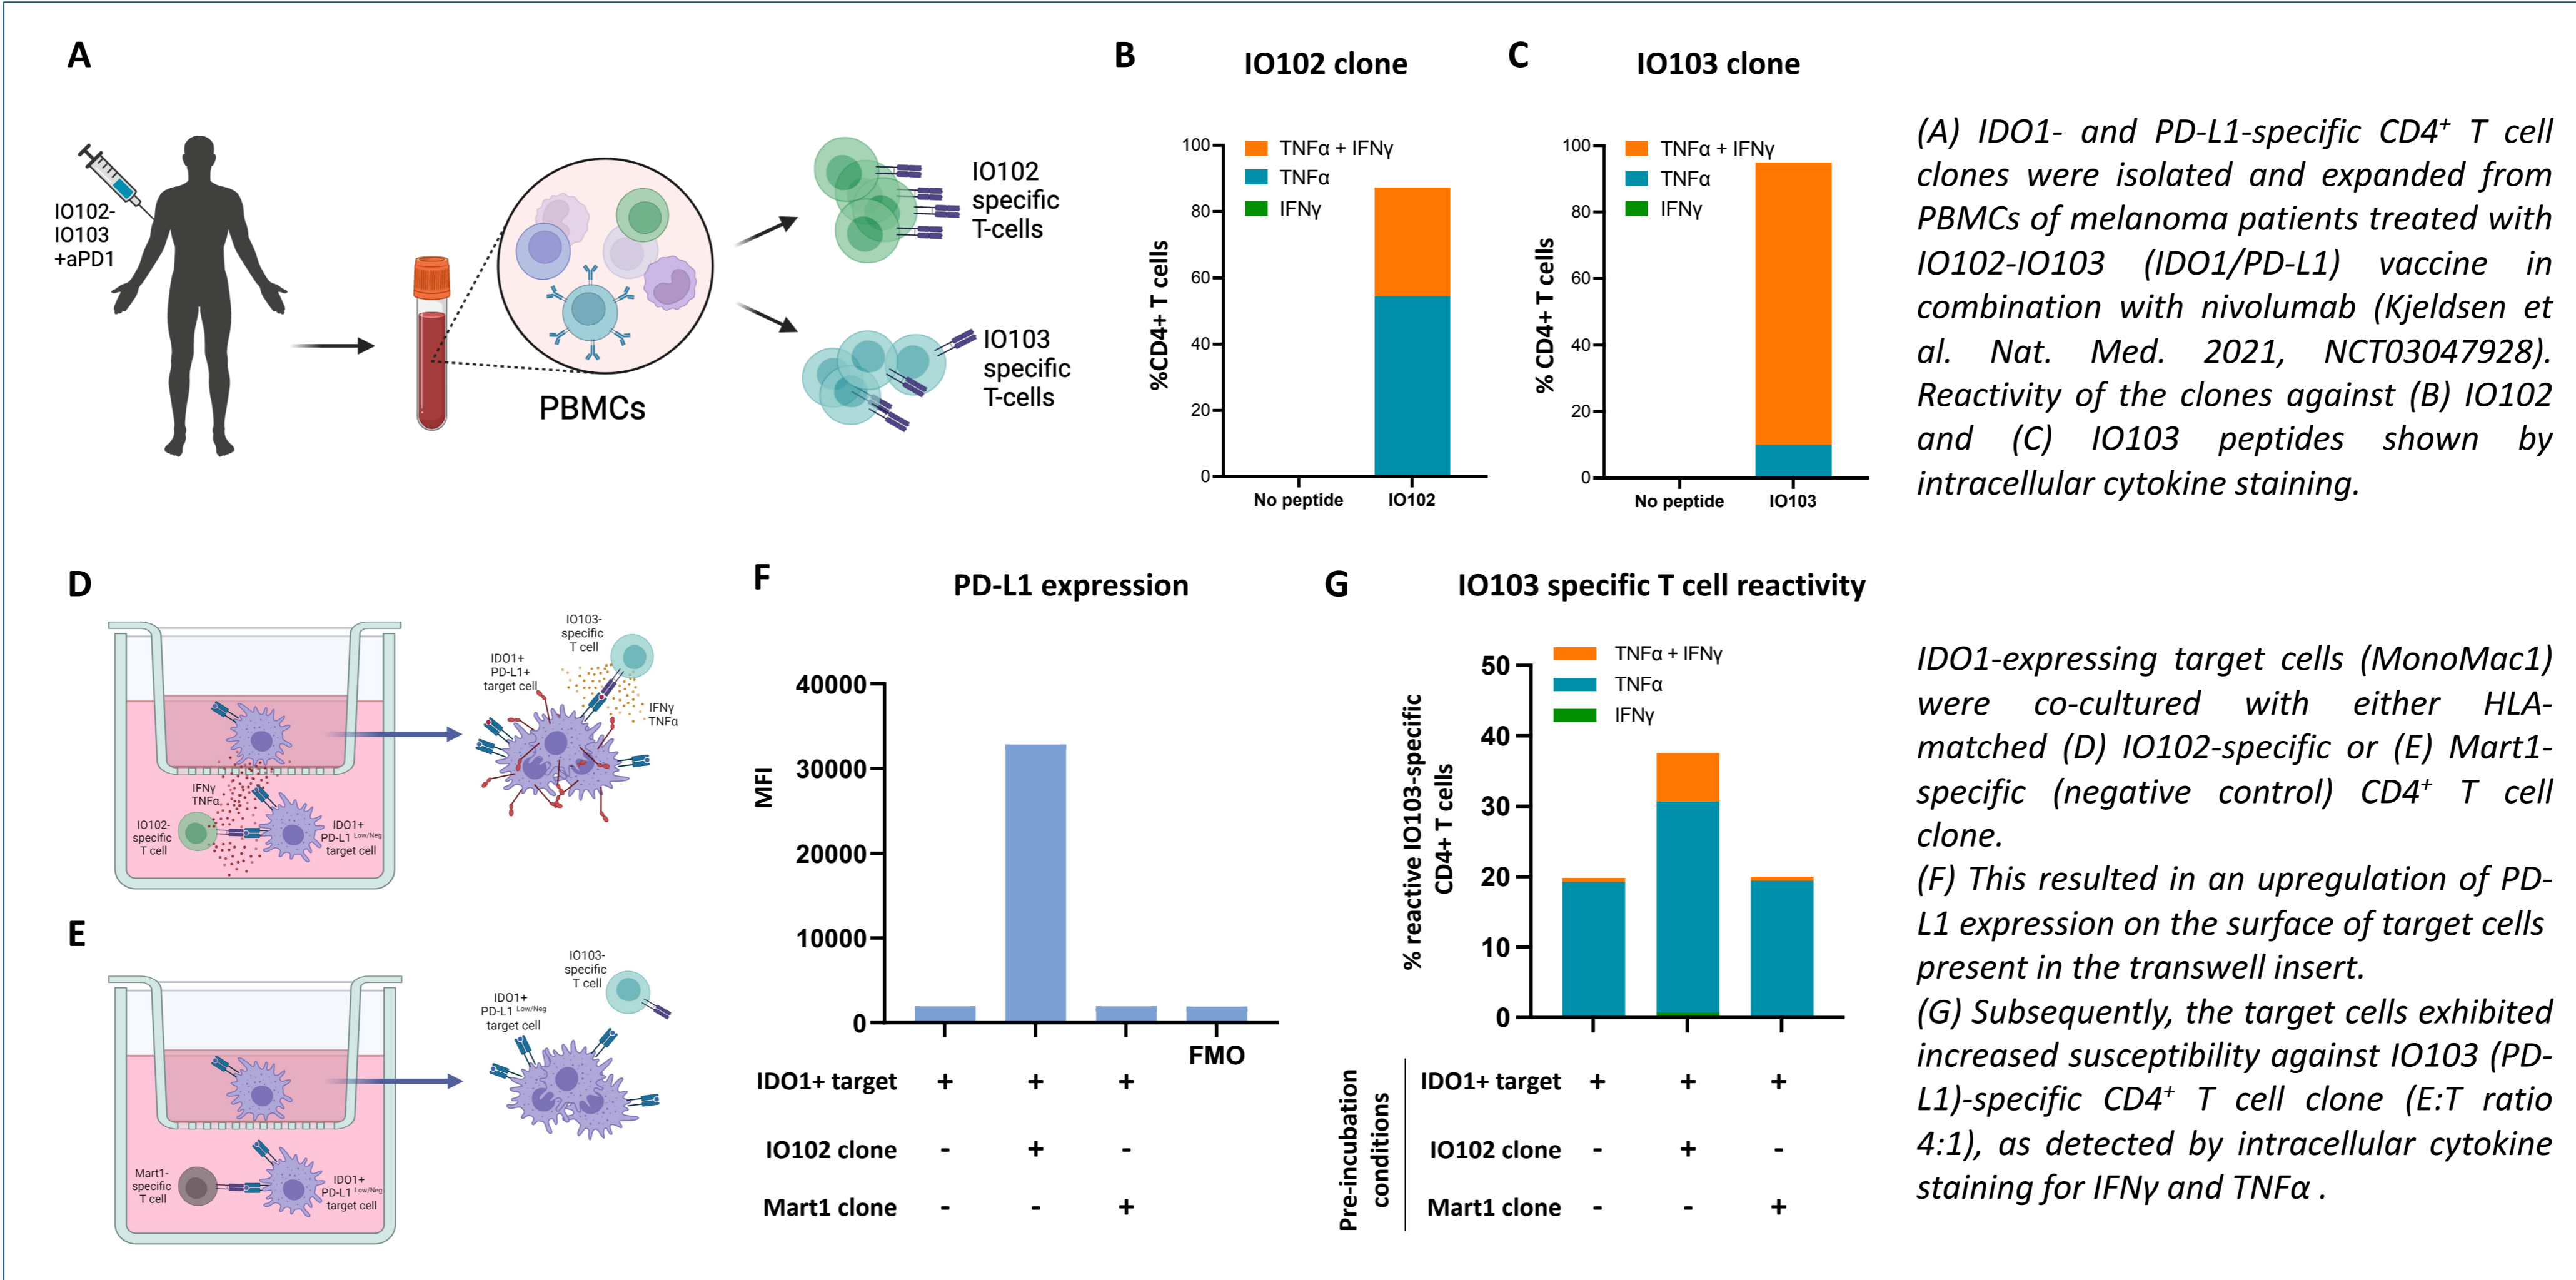 A
IO102-
IO103
+aPD1
PBMCs
IO102
specific
T-cells
IO103
specific
T-cells
B
IO102 clone
%CD4+ T cells
100
80
60
40
20
0
TNFα + IFNγ
TNFα
IFNγ
No peptide
IO102
C
IO103 clone
% CD4+ T cells
100
80
60
40
20
0
TNFα + IFNγ
TNFα
IFNγ
No peptide
IO103
(A) IDO1- and PD-L1-specific CD4⁺ T cell
clones were isolated and expanded from
PBMCs of melanoma patients treated with
IO102-IO103 (IDO1/PD-L1) vaccine in
combination with nivolumab (Kjeldsen et
al. Nat. Med. 2021, NCT03047928).
Reactivity of the clones against (B) IO102
and (C) IO103 peptides shown by
intracellular cytokine staining.
D
IFNγ
TNFα
IO102-
specific
T cell
IDO1+
PD-L1 Low/Neg
target cell
IO103-
specific
T cell
IDO1+
PD-L1+
target cell
IFNγ
TNFα
E
Mart1-
specific
T cell
IDO1+
PD-L1 Low/Neg
target cell
IO103-
specific
T cell
IDO1+
PD-L1 Low/Neg
target cell
F
PD-L1 expression
MFI
40000
30000
20000
10000
0
FMO
IDO1+ target + + +
IO102 clone - + -
Mart1 clone - - +
G
IO103 specific T cell reactivity
% reactive IO103-specific
CD4+ T cells
50
40
30
20
10
0
TNFα + IFNγ
TNFα
IFNγ
Pre-incubation
conditions
IDO1+ target + + +
IO102 clone - + -
Mart1 clone - - +
IDO1-expressing target cells (MonoMac1)
were co-cultured with either HLA-
matched (D) IO102-specific or (E) Mart1-
specific (negative control) CD4⁺ T cell
clone.
(F) This resulted in an upregulation of PD-
L1 expression on the surface of target cells
present in the transwell insert.
(G) Subsequently, the target cells exhibited
increased susceptibility against IO103 (PD-
L1)-specific CD4⁺ T cell clone (E:T ratio
4:1), as detected by intracellular cytokine
staining for IFNγ and TNFα .